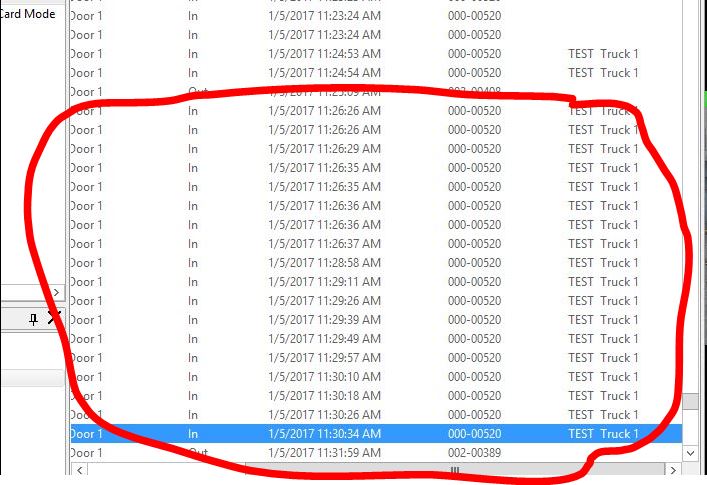 Card Mode
Door 1 In 1/5/2017 11:23:24 AM 000-00520
Door 1 In 1/5/2017 11:23:24 AM 000-00520
Door 1 In 1/5/2017 11:24:53 AM 000-00520 TEST Truck 1
Door 1 In 1/5/2017 11:24:54 AM 000-00520 TEST Truck 1
Door 1 Out 1/5/2017 11:25:09 AM 002-00408
Door 1 In 1/5/2017 11:26:26 AM 000-00520 TEST Truck 1
Door 1 In 1/5/2017 11:26:26 AM 000-00520 TEST Truck 1
Door 1 In 1/5/2017 11:26:29 AM 000-00520 TEST Truck 1
Door 1 In 1/5/2017 11:26:35 AM 000-00520 TEST Truck 1
Door 1 In 1/5/2017 11:26:35 AM 000-00520 TEST Truck 1
Door 1 In 1/5/2017 11:26:36 AM 000-00520 TEST Truck 1
Door 1 In 1/5/2017 11:26:36 AM 000-00520 TEST Truck 1
Door 1 In 1/5/2017 11:26:37 AM 000-00520 TEST Truck 1
Door 1 In 1/5/2017 11:28:58 AM 000-00520 TEST Truck 1
Door 1 In 1/5/2017 11:29:11 AM 000-00520 TEST Truck 1
Door 1 In 1/5/2017 11:29:26 AM 000-00520 TEST Truck 1
Door 1 In 1/5/2017 11:29:39 AM 000-00520 TEST Truck 1
Door 1 In 1/5/2017 11:29:49 AM 000-00520 TEST Truck 1
Door 1 In 1/5/2017 11:29:57 AM 000-00520 TEST Truck 1
Door 1 In 1/5/2017 11:30:10 AM 000-00520 TEST Truck 1
Door 1 In 1/5/2017 11:30:18 AM 000-00520 TEST Truck 1
Door 1 In 1/5/2017 11:30:26 AM 000-00520 TEST Truck 1
Door 1 In 1/5/2017 11:30:34 AM 000-00520 TEST Truck 1
Door 1 Out 1/5/2017 11:31:59 AM 002-00389